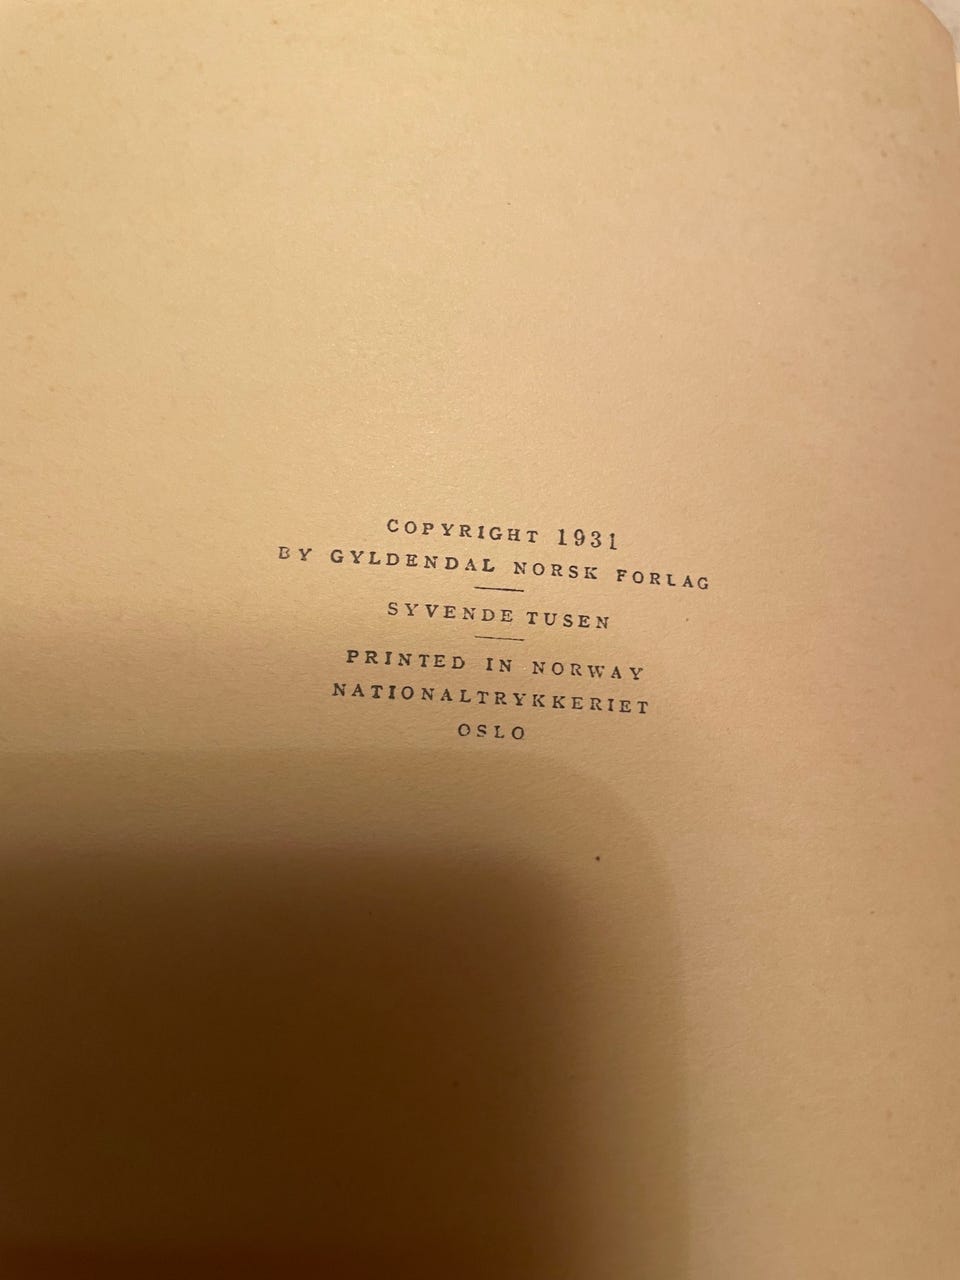 COPYRIGHT 1931
BY GYLDENDAL NORSK FORLAG
SYVENDE TUSEN
PRINTED IN NORWAY
NATIONALTRYKKERIET
OSLO